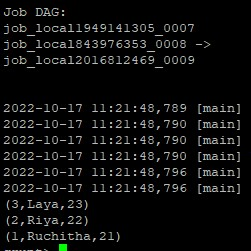 Job DAG:
job_local1949141305_0007
job_local843976353_0008 ->
job_local2016812469_0009
2022-10-17 11:21:48,789 [main]
2022-10-17 11:21:48,790 [main]
2022-10-17 11:21:48,790 [main]
2022-10-17 11:21:48,790 [main]
2022-10-17 11:21:48,796 [main]
2022-10-17 11:21:48,796 [main]
(3,Laya,23)
(2,Riya,22)
(1,Ruchitha,21)